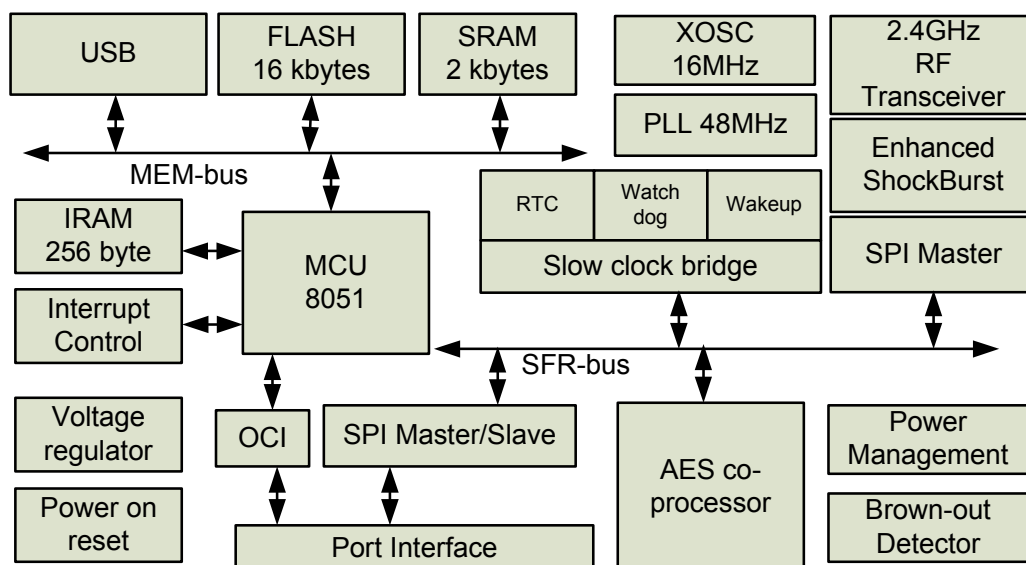 USB
FLASH
16 kbytes
SRAM
2 kbytes
XOSC
16MHz
2.4GHz
RF
Transceiver
PLL 48MHz
Enhanced
ShockBurst
MEM-bus
RTC
Watch
dog
Wakeup
IRAM
256 byte
MCU
8051
Slow clock bridge
SPI Master
Interrupt
Control
SFR-bus
Voltage
regulator
OCI
SPI Master/Slave
AES co-
processor
Power
Management
Power on
reset
Port Interface
Brown-out
Detector